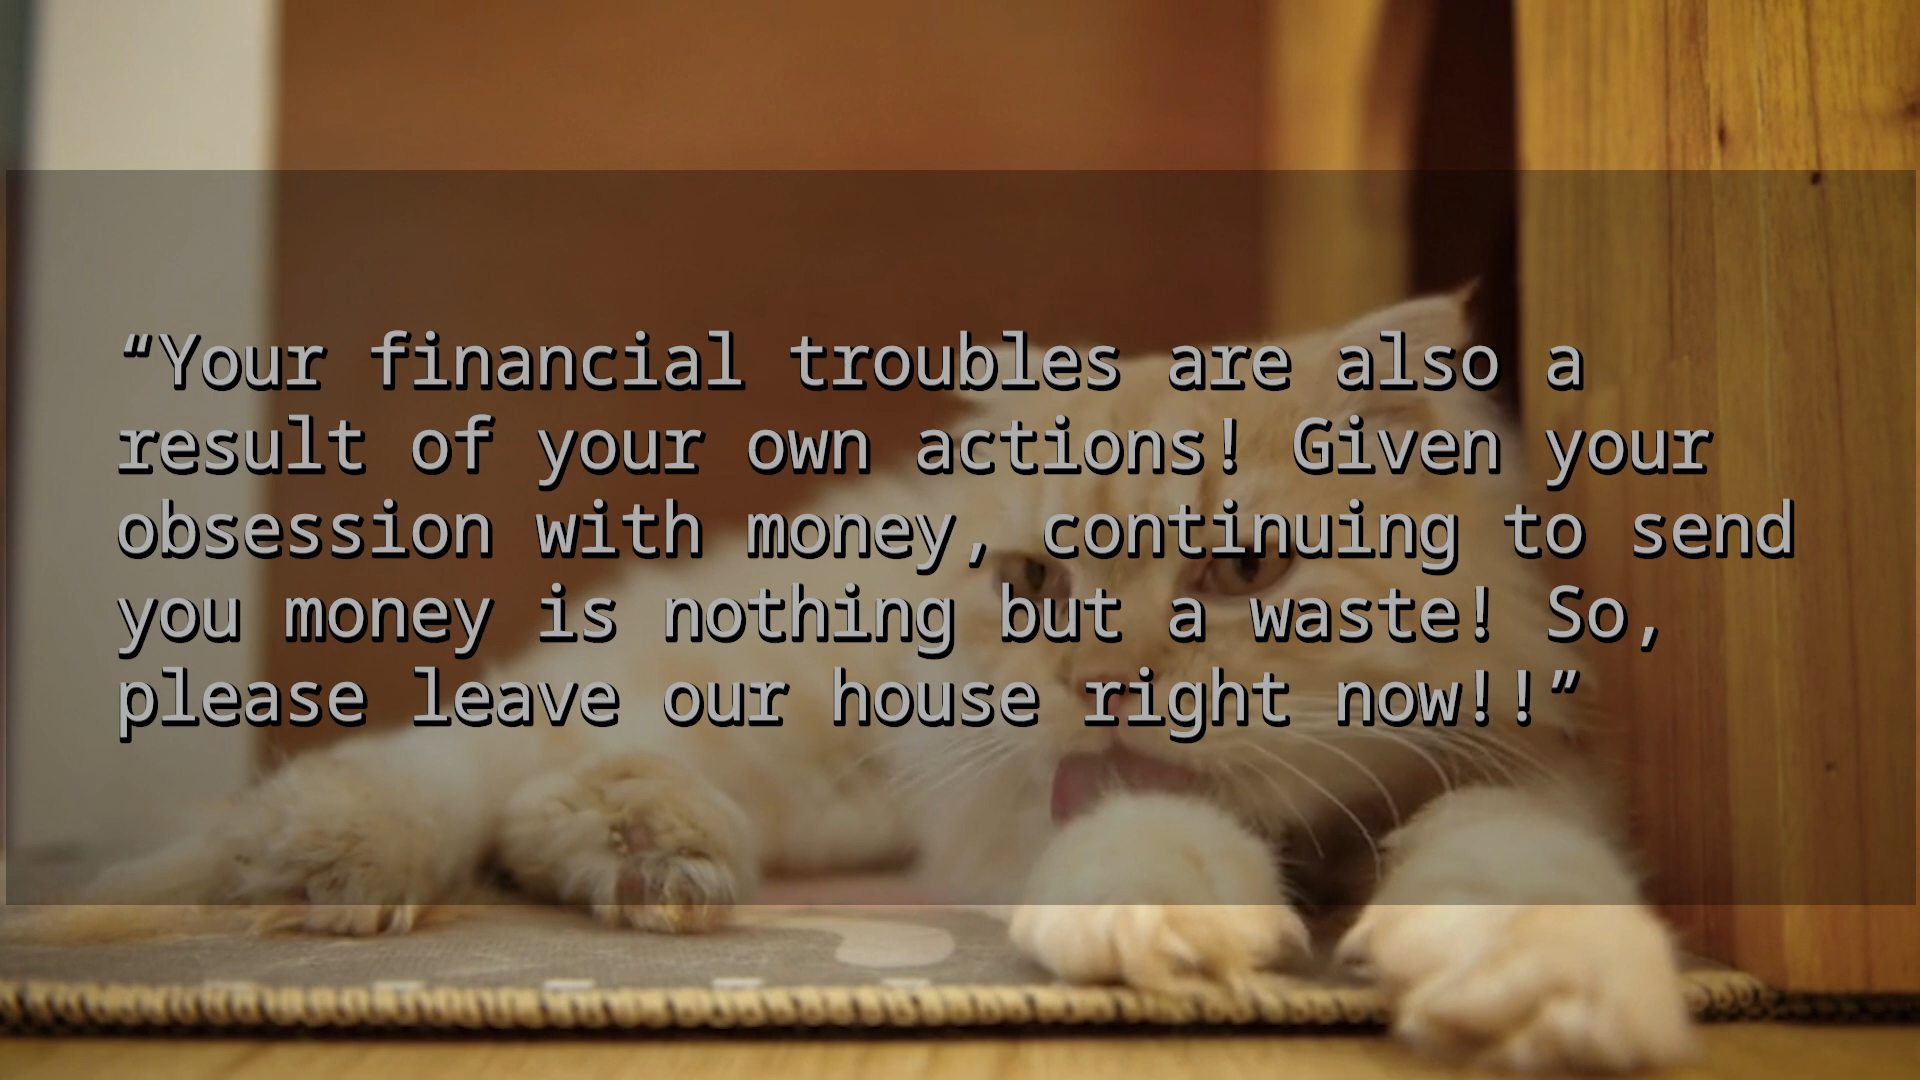 “Your financial troubles are also a
result of your own actions! Given your
obsession with money, continuing to send
you money is nothing but a waste! So,
please leave our house right now!!”